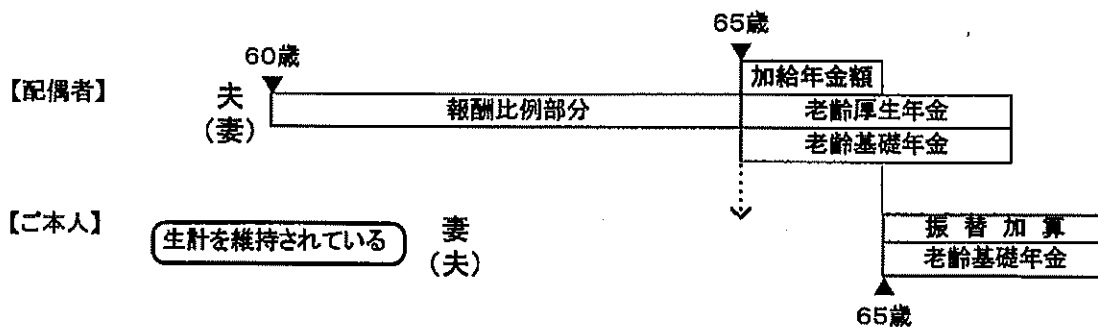 60歳
65歳
【配偶者】
夫
(妻)
加給年金額
報酬比例部分
老齢厚生年金
老齢基礎年金
【ご本人】
生計を維持されている
妻
(夫)
振替加算
老齢基礎年金
65歳